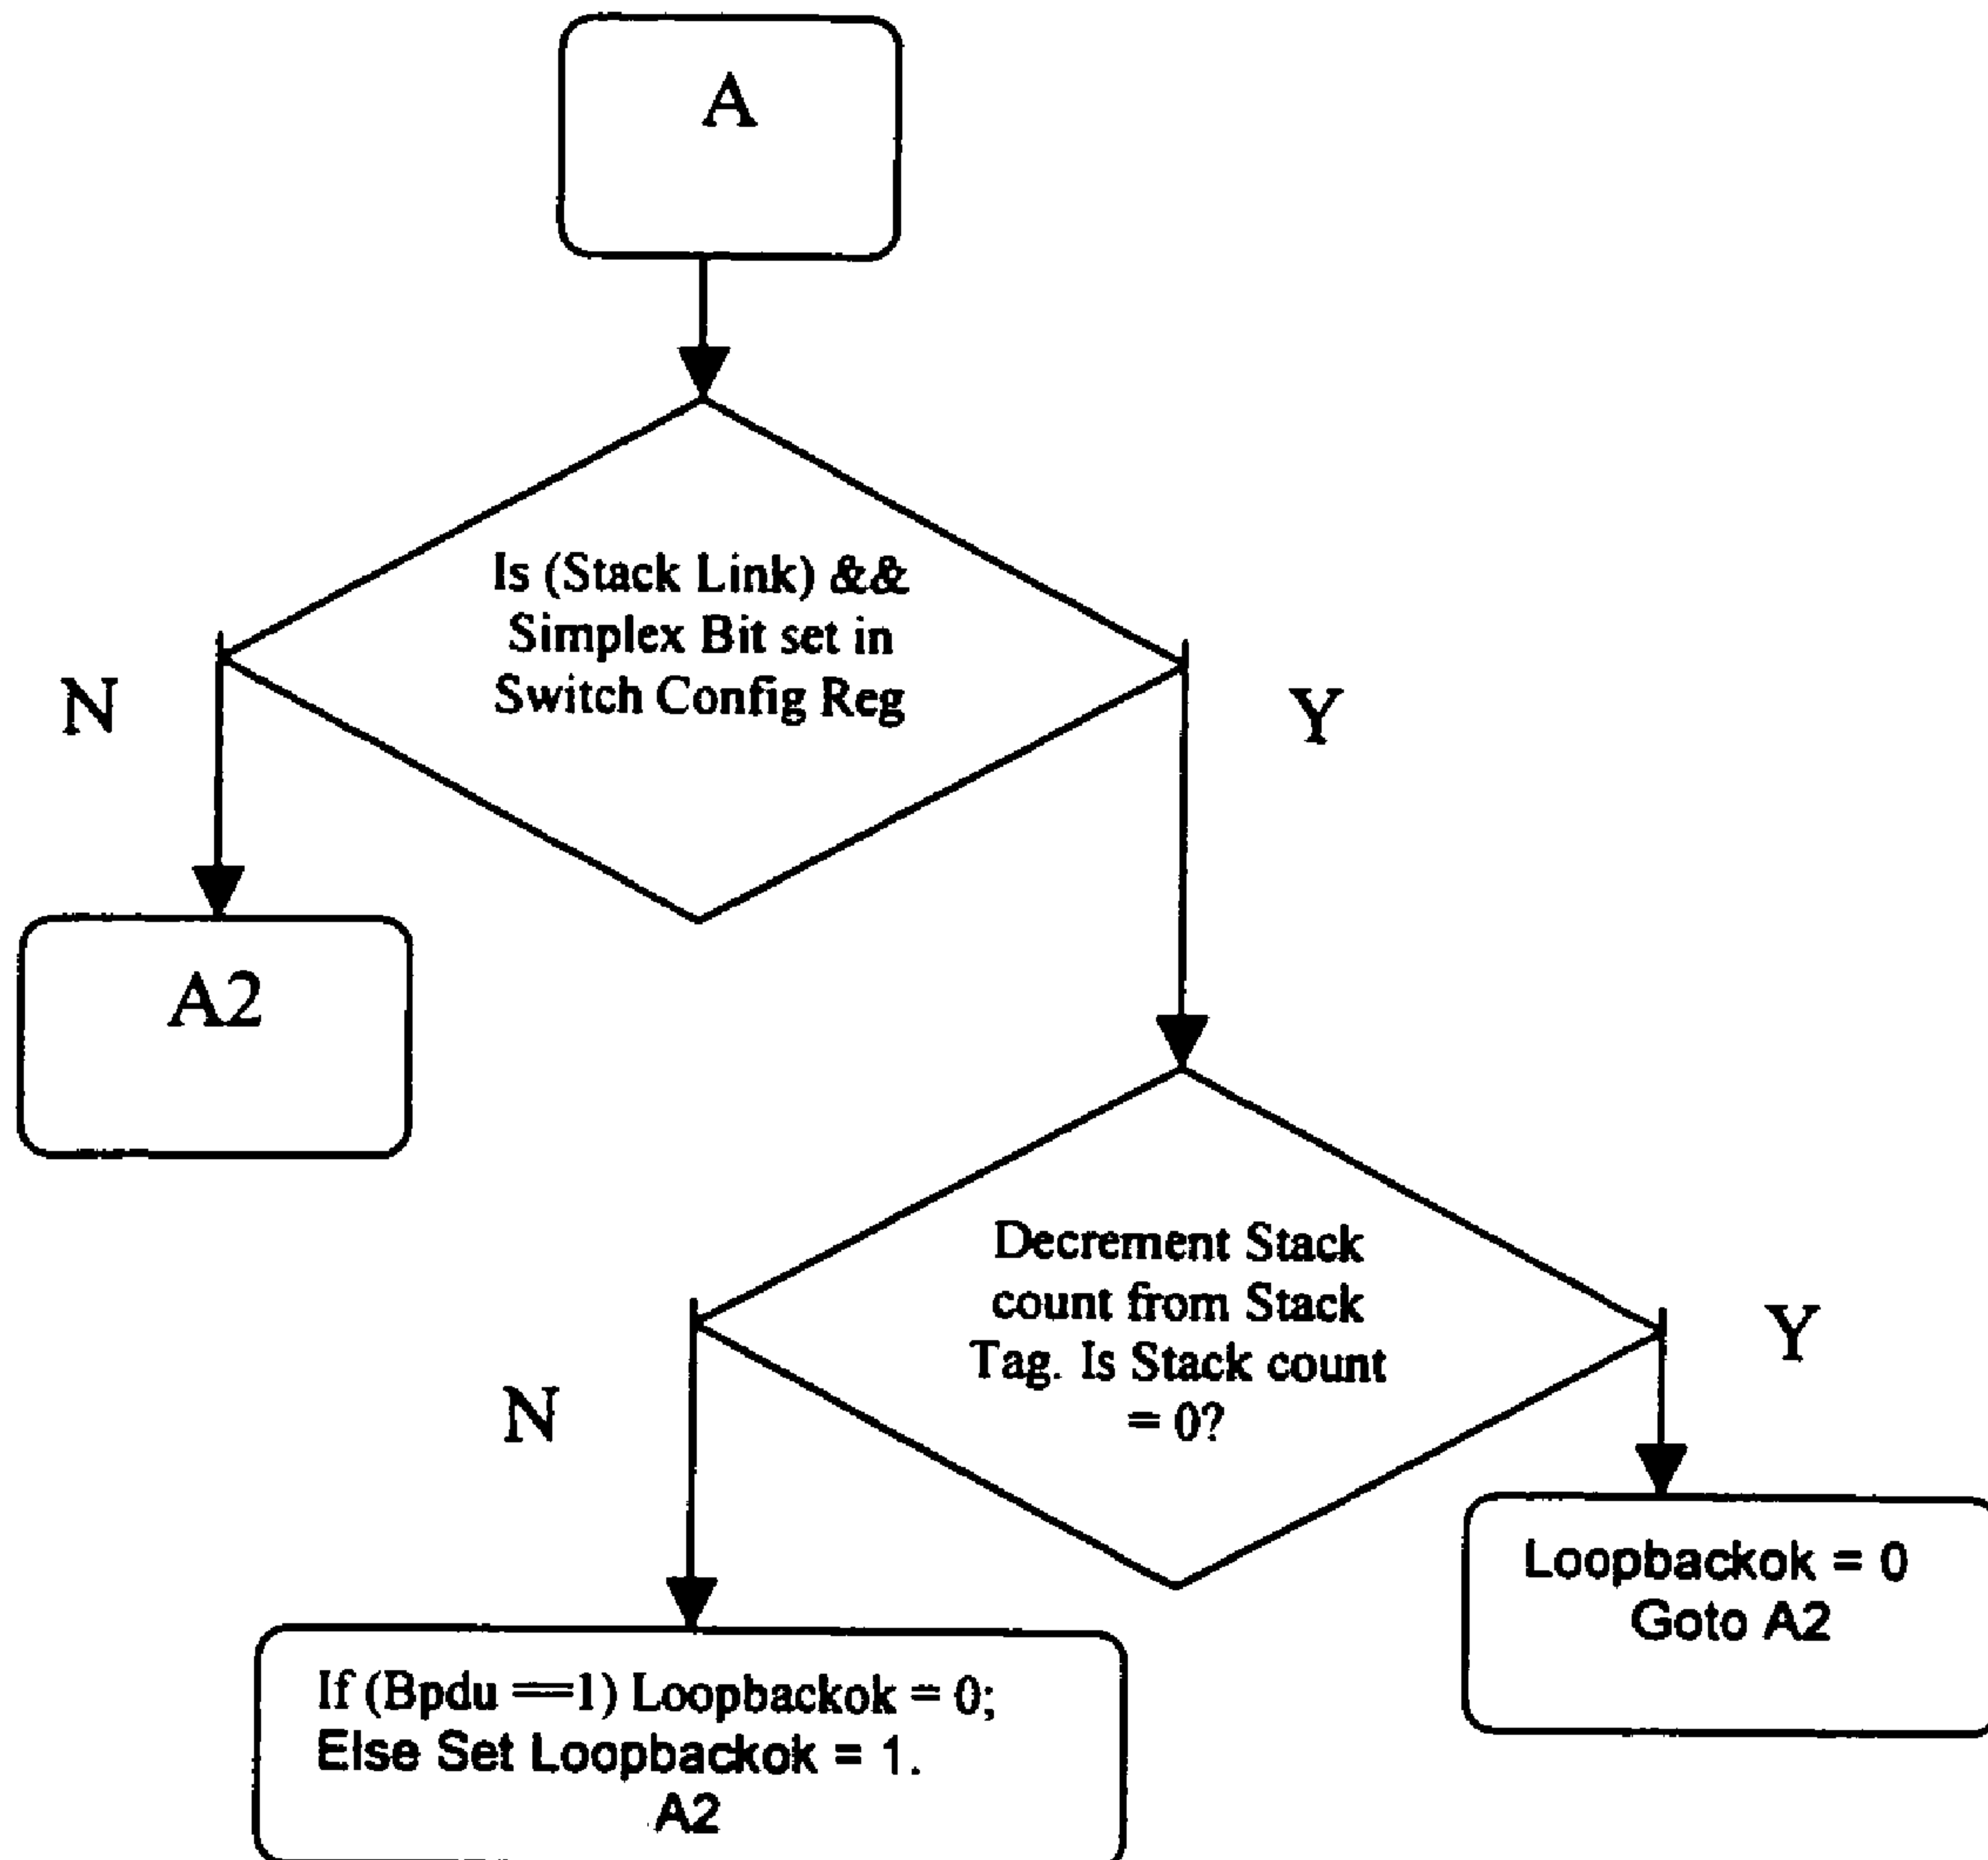 A
Is (Stack Link) &&
Simplex Bit set in
Switch Config Reg
N
Y
A2
Decrement Stack
count from Stack
Tag. Is Stack count
= 0?
N
Y
Loopbackok = 0
Goto A2
If (Bpdu ==1) Loopbackok = 0;
Else Set Loopbackok = 1.
A2